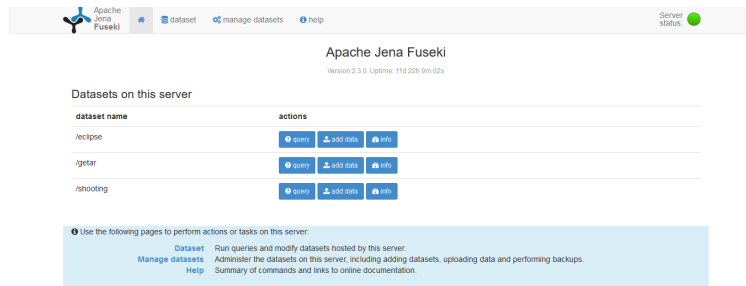 Apache
Jena
Fuseki
dataset
manage datasets
help
Server
status:
Apache Jena Fuseki
Version 2.3.0. Uptime: 11d 22h 9m 02s
Datasets on this server
dataset name actions
/eclipse query add data info
/getar query add data info
/shooting query add data info
Use the following pages to perform actions or tasks on this server:
Dataset Run queries and modify datasets hosted by this server.
Manage datasets Administer the datasets on this server, including adding datasets, uploading data and performing backups.
Help Summary of commands and links to online documentation.